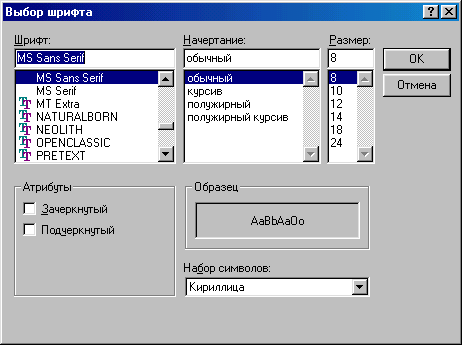 Выбор шрифта
Шрифт: Начертание: Размер:
MS Sans Serif обычный 8 OK
MS Sans Serif обычный 8 Отмена
MS Serif курсив 10
MT Extra полужирный 12
NATURALBORN полужирный курсив 14
NEOLITH 18
OPENCLASSIC 24
PRETEXT
Атрибуты Образец
Зачеркнутый
Подчеркнутый
AaBbАаОо
Набор символов:
Кириллица